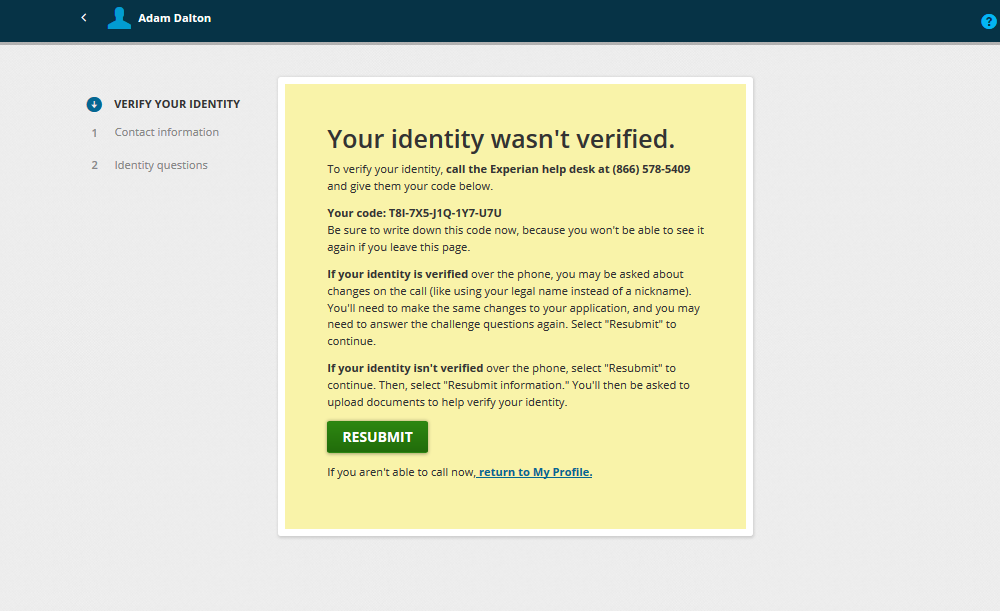 Adam Dalton
?
VERIFY YOUR IDENTITY
1 Contact information
2 Identity questions
Your identity wasn't verified.
To verify your identity, call the Experian help desk at (866) 578-5409
and give them your code below.
Your code: T8I-7X5-J1Q-1Y7-U7U
Be sure to write down this code now, because you won't be able to see it
again if you leave this page.
If your identity is verified over the phone, you may be asked about
changes on the call (like using your legal name instead of a nickname).
You'll need to make the same changes to your application, and you may
need to answer the challenge questions again. Select "Resubmit" to
continue.
If your identity isn't verified over the phone, select "Resubmit" to
continue. Then, select "Resubmit information." You'll then be asked to
upload documents to help verify your identity.
RESUBMIT
If you aren't able to call now, return to My Profile.